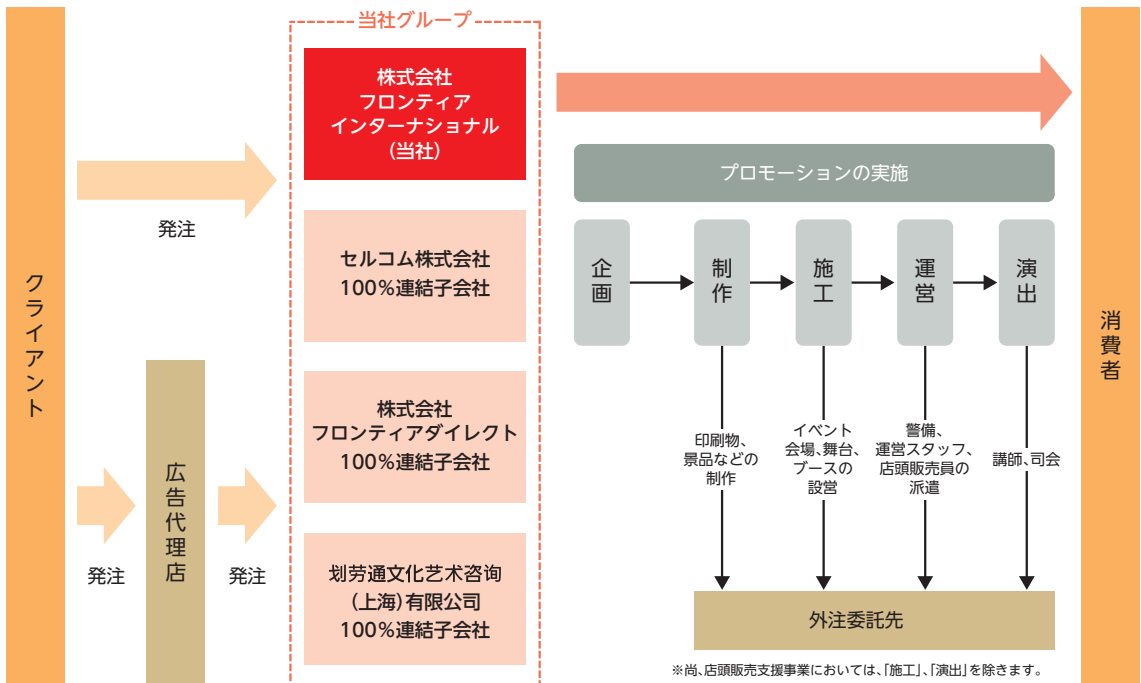 クライアント
発注
発注
広告代理店
発注
当社グループ
株式会社
フロンティア
インターナショナル
(当社)
セルコム株式会社
100%連結子会社
株式会社
フロンティアダイレクト
100%連結子会社
划劳通文化艺术咨询
(上海)有限公司
100%連結子会社
プロモーションの実施
企画
制作
施工
運営
演出
印刷物、
景品などの
制作
イベント
会場、舞台、
ブースの
設営
警備、
運営スタッフ、
店頭販売員の
派遣
講師、司会
外注委託先
※尚、店頭販売支援事業においては、「施工」、「演出」を除きます。
消費者